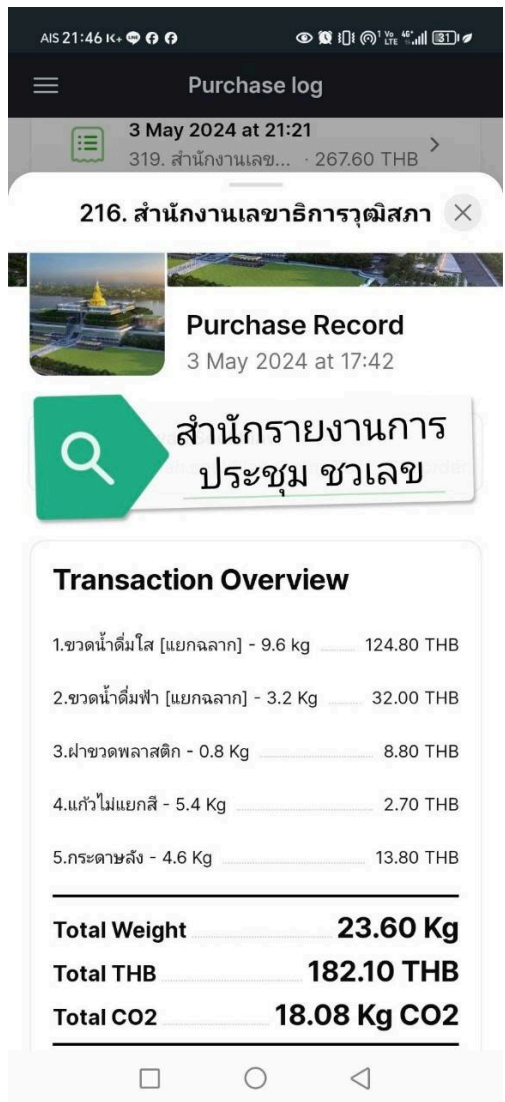 AIS 21:46 K+
31
Purchase log
3 May 2024 at 21:21
319. สำนักงานเลข... · 267.60 THB
216. สำนักงานเลขาธิการวุฒิสภา
Purchase Record
3 May 2024 at 17:42
สำนักรายงานการ
ประชุม ชวเลข
Transaction Overview
1.ขวดน้ำดื่มใส [แยกฉลาก] - 9.6 kg 124.80 THB
2.ขวดน้ำดื่มฟ้า [แยกฉลาก] - 3.2 Kg 32.00 THB
3.ฝาขวดพลาสติก - 0.8 Kg 8.80 THB
4.แก้วไม่แยกสี - 5.4 Kg 2.70 THB
5.กระดาษลัง - 4.6 Kg 13.80 THB
Total Weight 23.60 Kg
Total THB 182.10 THB
Total CO2 18.08 Kg CO2